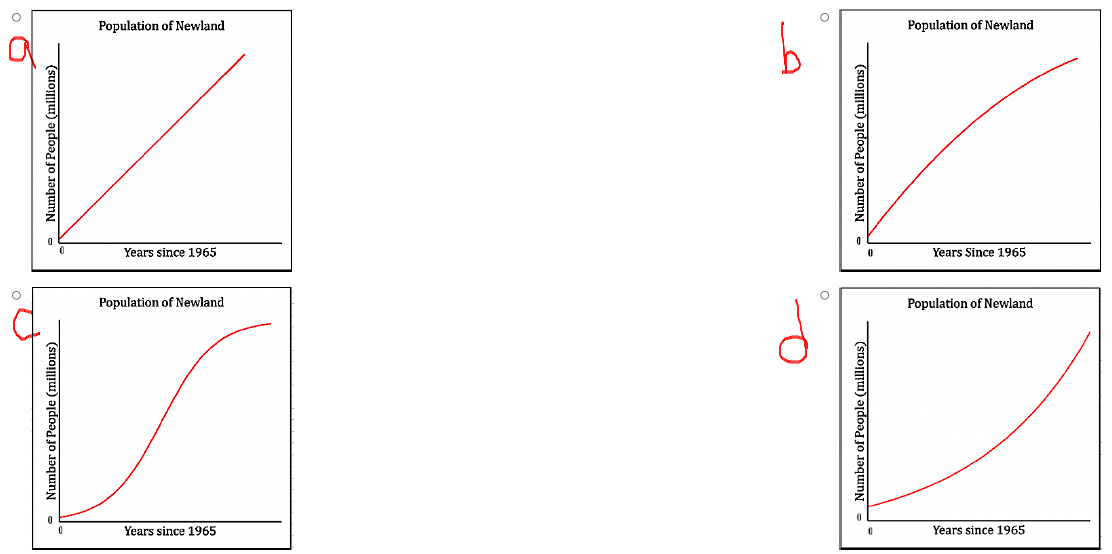 Population of Newland
a
Number of People (millions)
0
0
Years since 1965
Population of Newland
b
Number of People (millions)
0
0
Years Since 1965
Population of Newland
c
Number of People (millions)
0
0
Years since 1965
Population of Newland
d
Number of People (millions)
0
0
Years since 1965